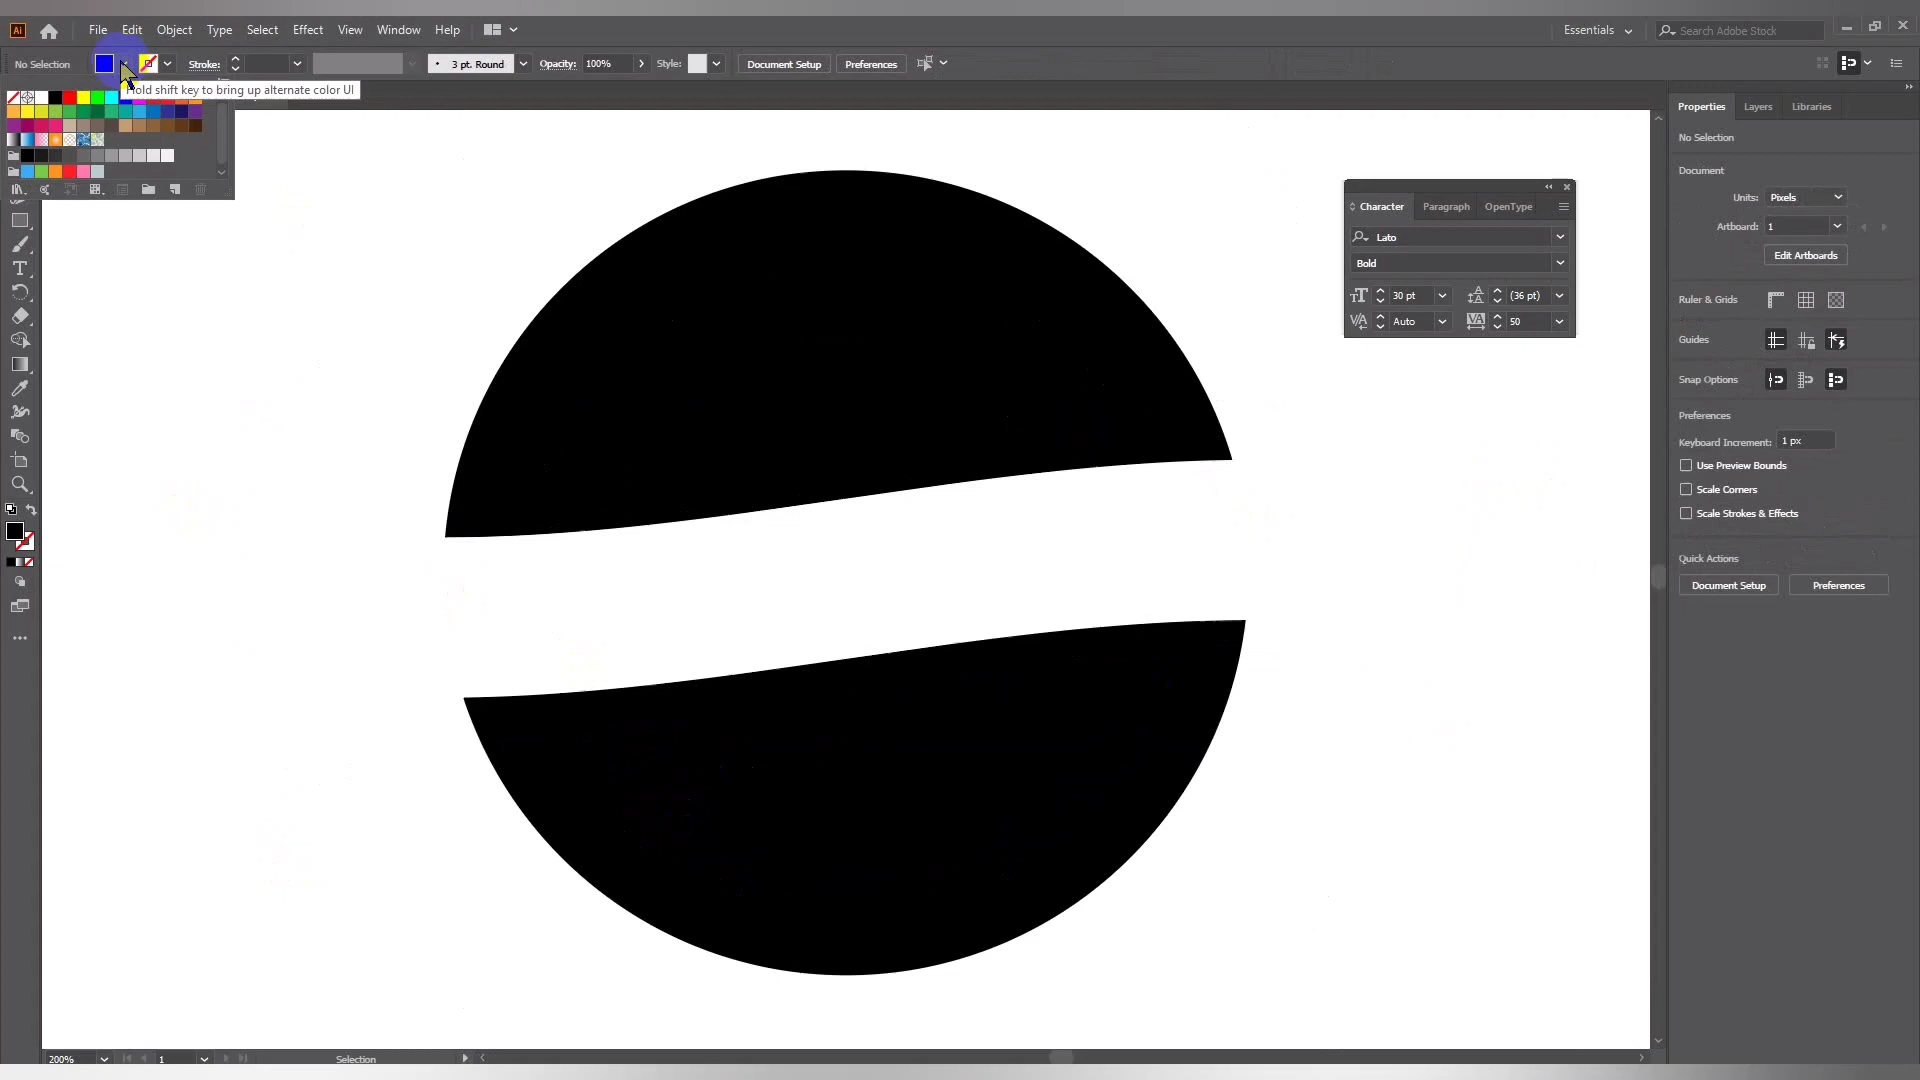 Ai File Edit Object Type Select Effect View Window Help Essentials Search Adobe Stock
No Selection Stroke: 3 pt. Round Opacity: 100% Style: Document Setup Preferences
Hold shift key to bring up alternate color UI
Properties Layers Libraries
No Selection
Document
Units: Pixels
Artboard: 1
Edit Artboards
Ruler & Grids
Guides
Snap Options
Preferences
Keyboard Increment: 1 px
Use Preview Bounds
Scale Corners
Scale Strokes & Effects
Quick Actions
Document Setup Preferences
Character Paragraph OpenType
Lato
Bold
30 pt (36 pt)
Auto 50
200% 1 Selection